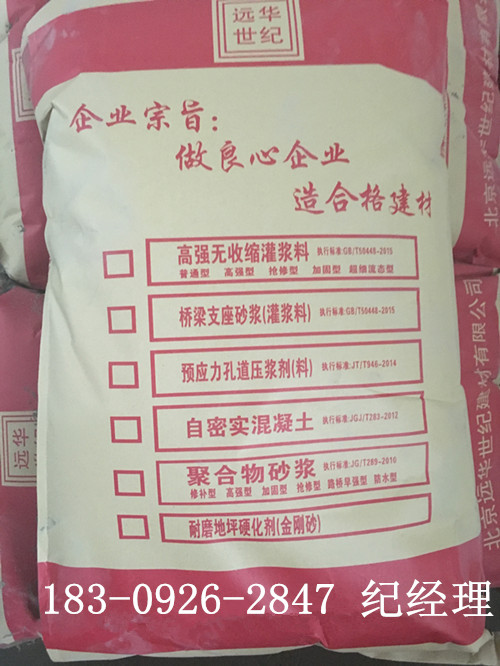 远华
世纪
企业宗旨:
做良心企业
造合格建材
高强无收缩灌浆料 执行标准:GB/T50448-2015
普通型 高强型 抢修型 加固型 超细流态型
桥梁支座砂浆(灌浆料) 执行标准:GB/T50448-2015
预应力孔道压浆剂(料) 执行标准:JT/T946-2014
自密实混凝土 执行标准:JGJ/T283-2012
聚合物砂浆 执行标准:JG/T289-2010
修补型 高强型 加固型 抢修型 路桥早强型 防水型
耐磨地坪硬化剂(金刚砂)
北京远华世纪建材有限公司
远华
183-0926-2847 纪经理